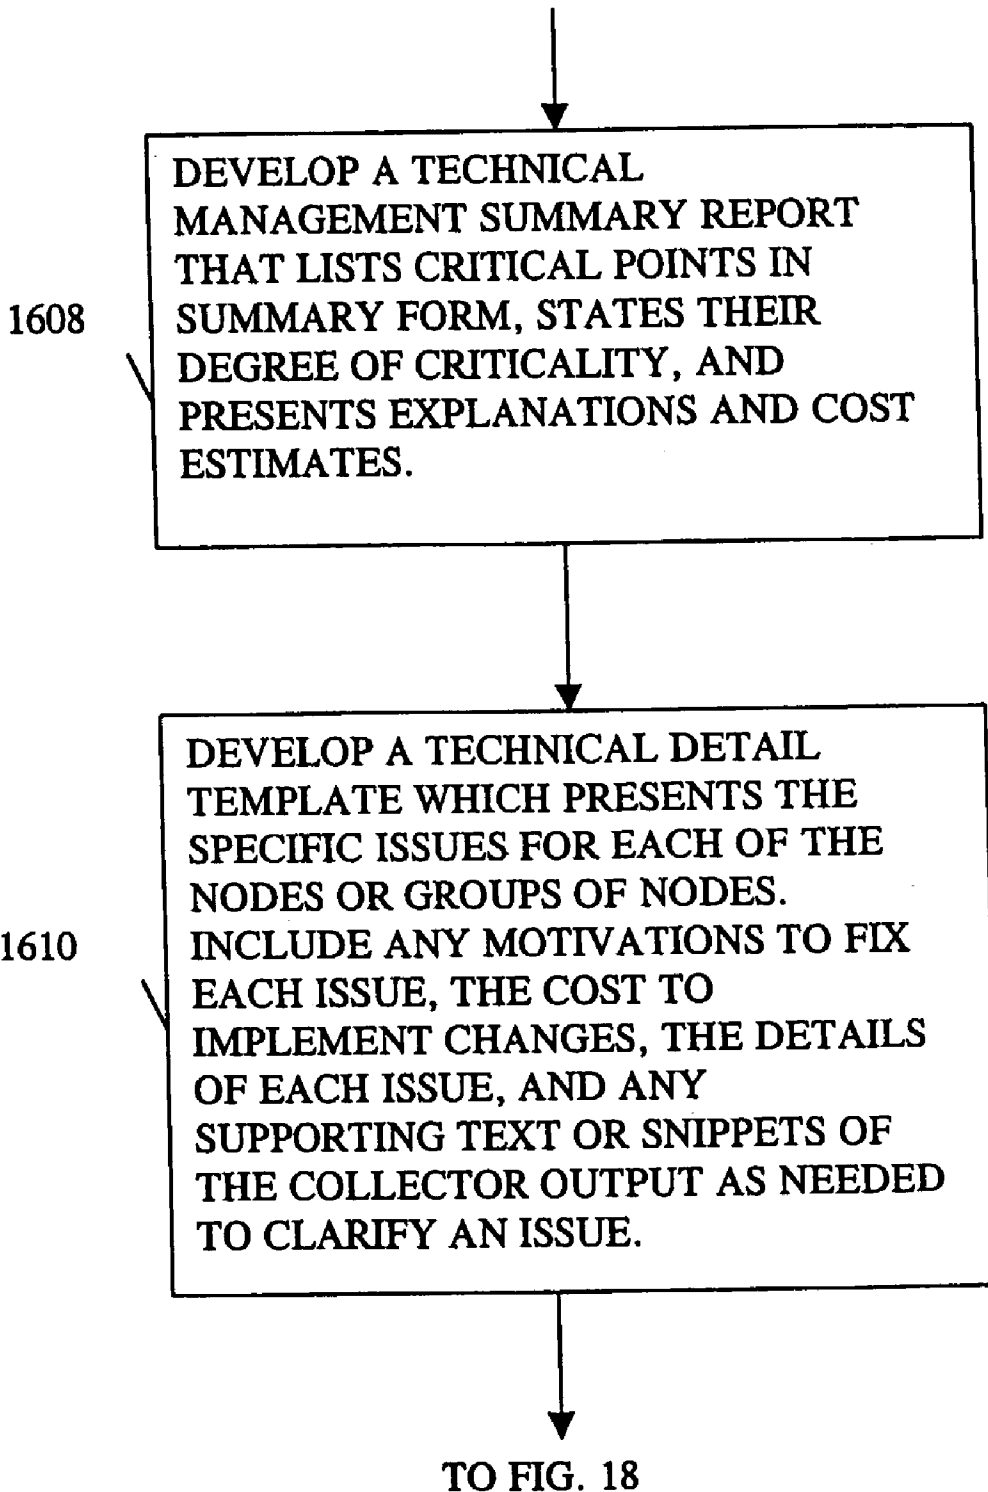 DEVELOP A TECHNICAL
MANAGEMENT SUMMARY REPORT
THAT LISTS CRITICAL POINTS IN
1608
SUMMARY FORM, STATES THEIR
DEGREE OF CRITICALITY, AND
PRESENTS EXPLANATIONS AND COST
ESTIMATES.
DEVELOP A TECHNICAL DETAIL
TEMPLATE WHICH PRESENTS THE
SPECIFIC ISSUES FOR EACH OF THE
NODES OR GROUPS OF NODES.
1610
INCLUDE ANY MOTIVATIONS TO FIX
EACH ISSUE, THE COST TO
IMPLEMENT CHANGES, THE DETAILS
OF EACH ISSUE, AND ANY
SUPPORTING TEXT OR SNIPPETS OF
THE COLLECTOR OUTPUT AS NEEDED
TO CLARIFY AN ISSUE.
TO FIG. 18